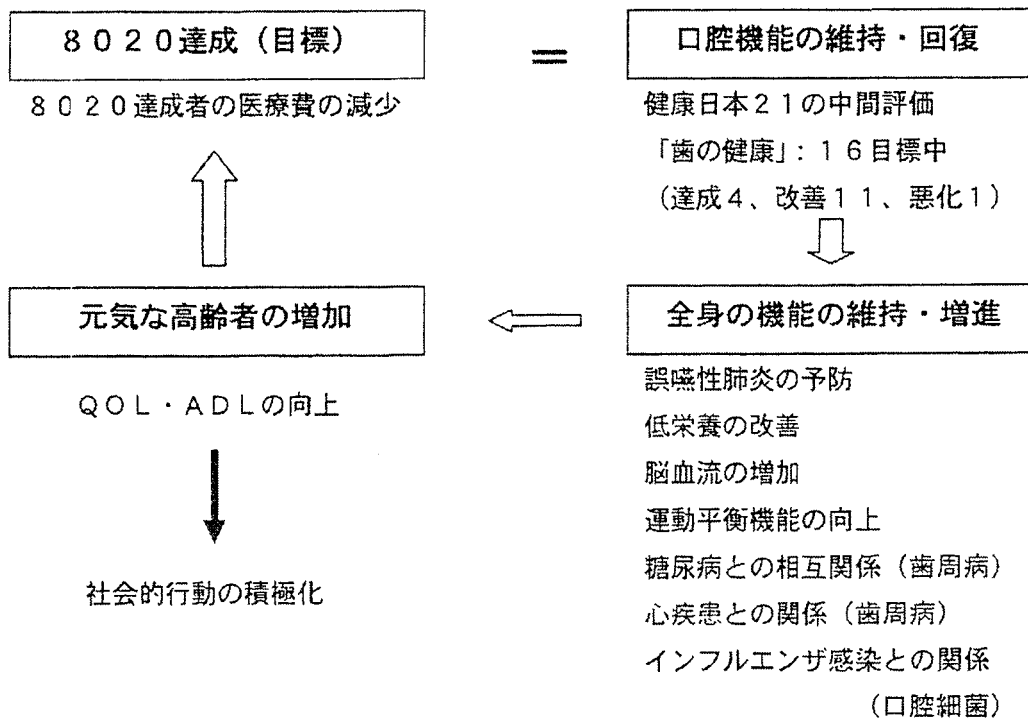 ８０２０達成（目標）
＝
口腔機能の維持・回復
８０２０達成者の医療費の減少
健康日本２１の中間評価
「歯の健康」：１６目標中
（達成４、改善１１、悪化１）
元気な高齢者の増加
全身の機能の維持・増進
ＱＯＬ・ＡＤＬの向上
社会的行動の積極化
誤嚥性肺炎の予防
低栄養の改善
脳血流の増加
運動平衡機能の向上
糖尿病との相互関係（歯周病）
心疾患との関係（歯周病）
インフルエンザ感染との関係
（口腔細菌）